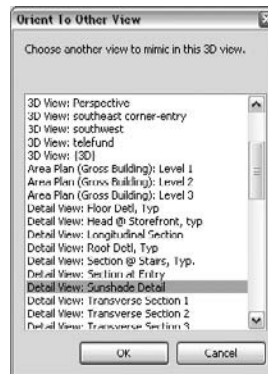 Orient To Other View
Choose another view to mimic in this 3D view.
3D View: Perspective
3D View: southeast corner-entry
3D View: southwest
3D View: telefund
3D View: {3D}
Area Plan (Gross Building): Level 1
Area Plan (Gross Building): Level 2
Area Plan (Gross Building): Level 3
Detail View: Floor Detl, Typ
Detail View: Head @ Storefront, typ
Detail View: Longitudinal Section
Detail View: Roof Detl, Typ
Detail View: Section @ Stairs, Typ.
Detail View: Section at Entry
Detail View: Sunshade Detail
Detail View: Transverse Section 1
Detail View: Transverse Section 2
Detail View: Transverse Section 3
OK Cancel